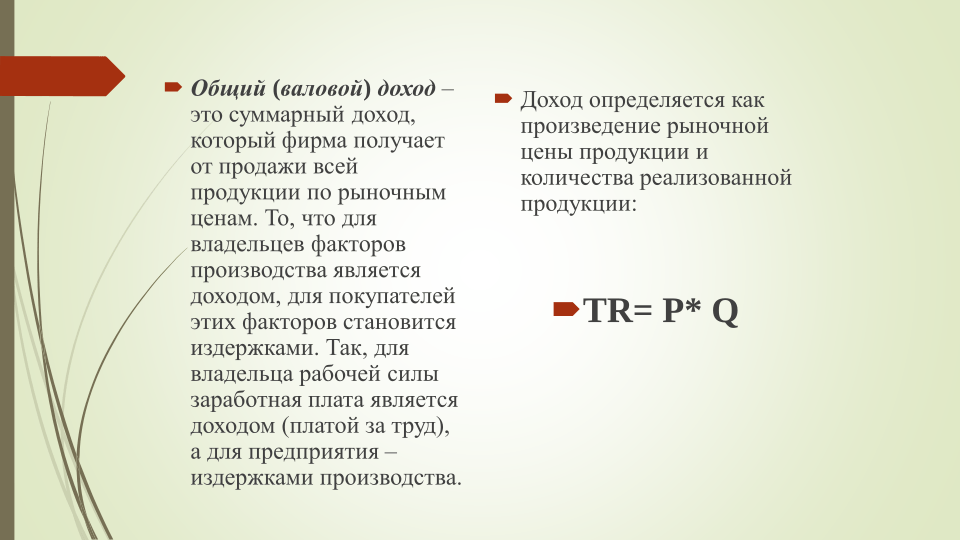 Общий (валовой) доход –
это суммарный доход,
который фирма получает
от продажи всей
продукции по рыночным
ценам. То, что для
владельцев факторов
производства является
доходом, для покупателей
этих факторов становится
издержками. Так, для
владельца рабочей силы
заработная плата является
доходом (платой за труд),
а для предприятия –
издержками производства.
Доход определяется как
произведение рыночной
цены продукции и
количества реализованной
продукции:
TR= P* Q